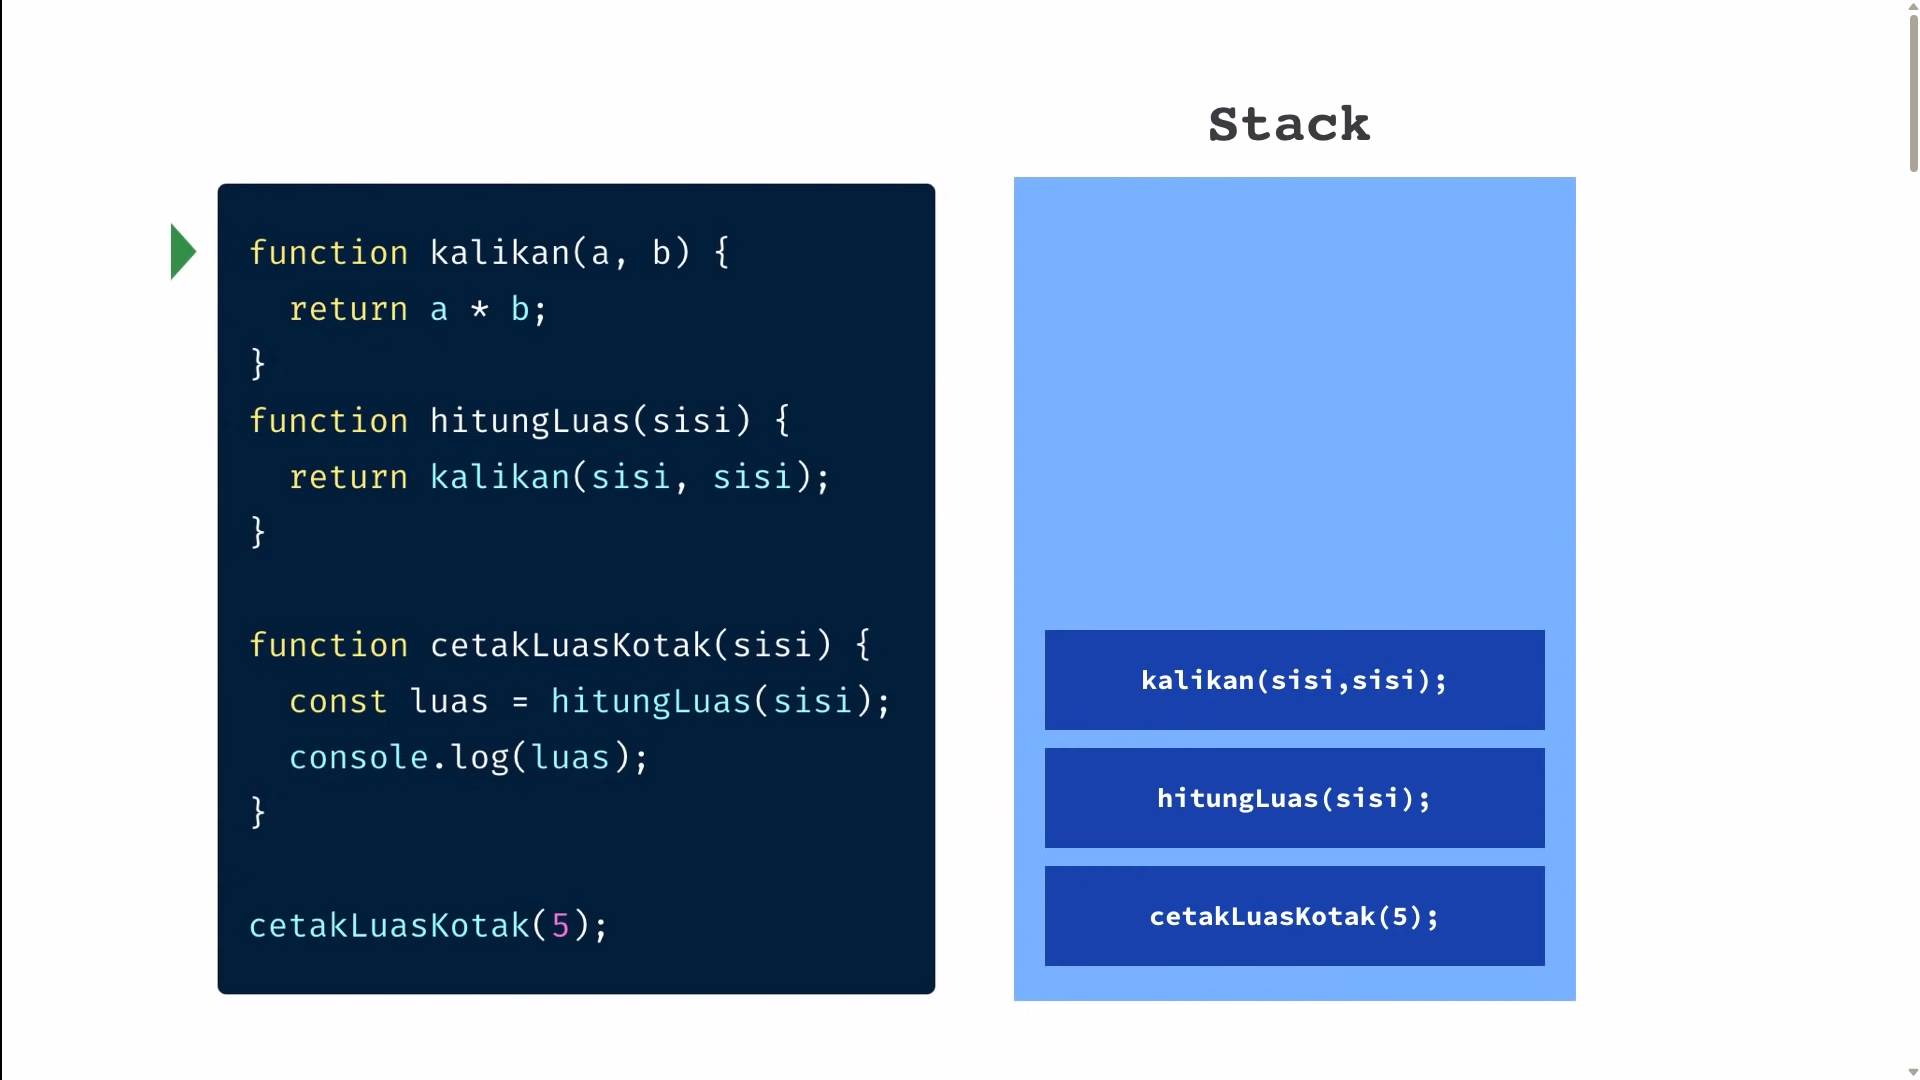 Stack
function kalikan(a, b) {
  return a * b;
}
function hitungLuas(sisi) {
  return kalikan(sisi, sisi);
}
function cetakLuasKotak(sisi) {
  const luas = hitungLuas(sisi);
  console.log(luas);
}
cetakLuasKotak(5);
kalikan(sisi,sisi);
hitungLuas(sisi);
cetakLuasKotak(5);